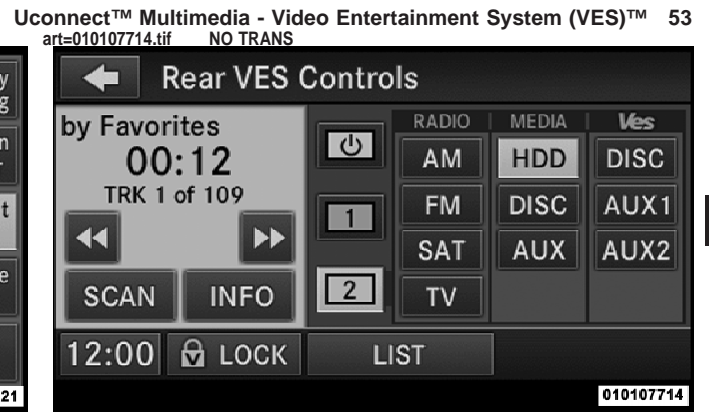 Uconnect™ Multimedia - Video Entertainment System (VES)™ 53
art=010107714.tif NO TRANS
y
g
n
r
t
e
21
Rear VES Controls
by Favorites
00:12
TRK 1 of 109
SCAN INFO
1
2
RADIO MEDIA Ves
AM HDD DISC
FM DISC AUX1
SAT AUX AUX2
TV
12:00 LOCK LIST
010107714